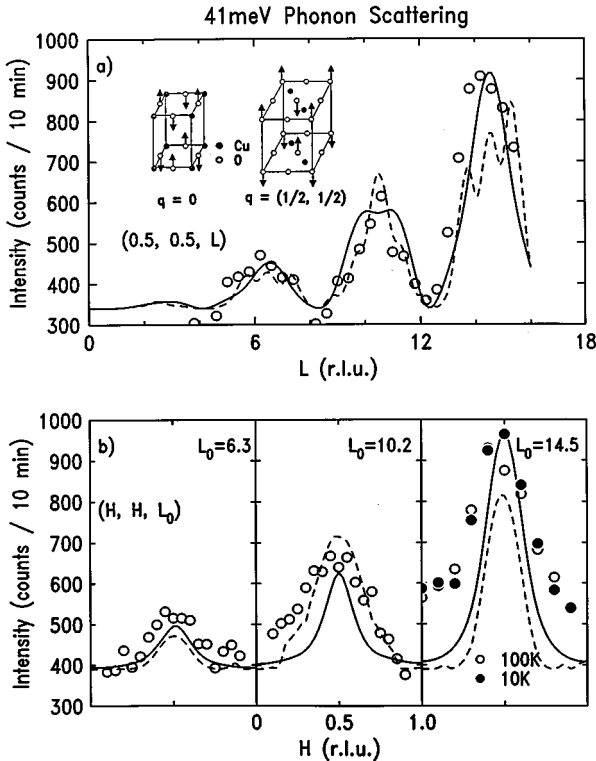 41meV Phonon Scattering
a)
Cu
O
q = 0
q = (1/2, 1/2)
(0.5, 0.5, L)
Intensity (counts / 10 min)
1000
900
800
700
600
500
400
300
0 3 6 9 12 15 18
L (r.l.u.)
b)
L₀=6.3
L₀=10.2
L₀=14.5
(H, H, L₀)
Intensity (counts / 10 min)
1000
900
800
700
600
500
400
300
100K
10K
0 0.5 1.0
H (r.l.u.)